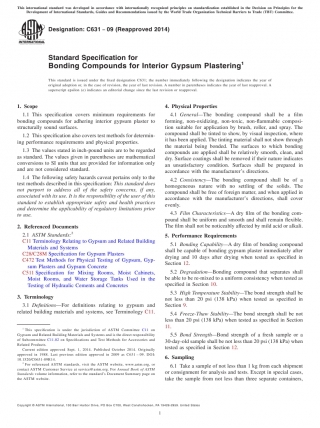 This international standard was developed in accordance with internationally recognized principles on standardization established in the Decision on Principles for the
Development of International Standards, Guides and Recommendations issued by the World Trade Organization Technical Barriers to Trade (TBT) Committee.
Designation: C631 − 09 (Reapproved 2014)
Standard Specification for
Bonding Compounds for Interior Gypsum Plastering¹
This standard is issued under the fixed designation C631; the number immediately following the designation indicates the year of
original adoption or, in the case of revision, the year of last revision. A number in parentheses indicates the year of last reapproval. A
superscript epsilon (ε) indicates an editorial change since the last revision or reapproval.
1. Scope
1.1 This specification covers minimum requirements for
bonding compounds for adhering interior gypsum plaster to
structurally sound surfaces.
1.2 This specification also covers test methods for determin-
ing performance requirements and physical properties.
1.3 The values stated in inch-pound units are to be regarded
as standard. The values given in parentheses are mathematical
conversions to SI units that are provided for information only
and are not considered standard.
1.4 The following safety hazards caveat pertains only to the
test methods described in this specification: This standard does
not purport to address all of the safety concerns, if any,
associated with its use. It is the responsibility of the user of this
standard to establish appropriate safety and health practices
and determine the applicability of regulatory limitations prior
to use.
2. Referenced Documents
2.1 ASTM Standards:²
C11 Terminology Relating to Gypsum and Related Building
Materials and Systems
C28/C28M Specification for Gypsum Plasters
C472 Test Methods for Physical Testing of Gypsum, Gyp-
sum Plasters and Gypsum Concrete
C511 Specification for Mixing Rooms, Moist Cabinets,
Moist Rooms, and Water Storage Tanks Used in the
Testing of Hydraulic Cements and Concretes
3. Terminology
3.1 Definitions—For definitions relating to gypsum and
related building materials and systems, see Terminology C11.
¹ This specification is under the jurisdiction of ASTM Committee C11 on
Gypsum and Related Building Materials and Systems and is the direct responsibility
of Subcommittee C11.02 on Specifications and Test Methods for Accessories and
Related Products.
Current edition approved Sept. 1, 2014. Published October 2014. Originally
approved in 1968. Last previous edition approved in 2009 as C631 – 09. DOI:
10.1520/C0631-09R14.
² For referenced ASTM standards, visit the ASTM website, www.astm.org, or
contact ASTM Customer Service at service@astm.org. For Annual Book of ASTM
Standards volume information, refer to the standard's Document Summary page on
the ASTM website.
4. Physical Properties
4.1 General—The bonding compound shall be a film
forming, non-oxidizing, non-toxic, non-flammable composi-
tion suitable for application by brush, roller, and spray. The
compound shall be tinted to show, by visual inspection, where
it has been applied. The tinting material shall not show through
the material being bonded. The surfaces to which bonding
compounds are applied shall be relatively smooth, clean, and
dry. Surface coatings shall be removed if their nature indicates
an unsatisfactory condition. Surfaces shall be prepared in
accordance with the manufacturer's directions.
4.2 Consistency—The bonding compound shall be of a
homogenous nature with no settling of the solids. The
compound shall be free of foreign matter, and when applied in
accordance with the manufacturer's directions, shall cover
evenly.
4.3 Film Characteristics—A dry film of the bonding com-
pound shall be uniform and smooth and shall remain flexible.
The film shall not be noticeably affected by mild acid or alkali.
5. Performance Requirements
5.1 Bonding Capability—A dry film of bonding compound
shall be capable of bonding gypsum plaster immediately after
drying and 10 days after drying when tested as specified in
Section 12.
5.2 Degradation—Bonding compound that separates shall
be able to be re-mixed to a uniform consistency when tested as
specified in Section 10.
5.3 High Temperature Stability—The bond strength shall be
not less than 20 psi (138 kPa) when tested as specified in
Section 9.
5.4 Freeze-Thaw Stability—The bond strength shall be not
less than 20 psi (138 kPa) when tested as specified in Section
11.
5.5 Bond Strength—Bond strength of a fresh sample or a
30-day-old sample shall be not less than 20 psi (138 kPa) when
tested as specified in Section 12.
6. Sampling
6.1 Take a sample of not less than 1 kg from each shipment
or consignment for analysis and tests. Except in special cases,
take the sample from not less than three separate containers,
Copyright © ASTM International, 100 Barr Harbor Drive, PO Box C700, West Conshohocken, PA 19428-2959. United States
1